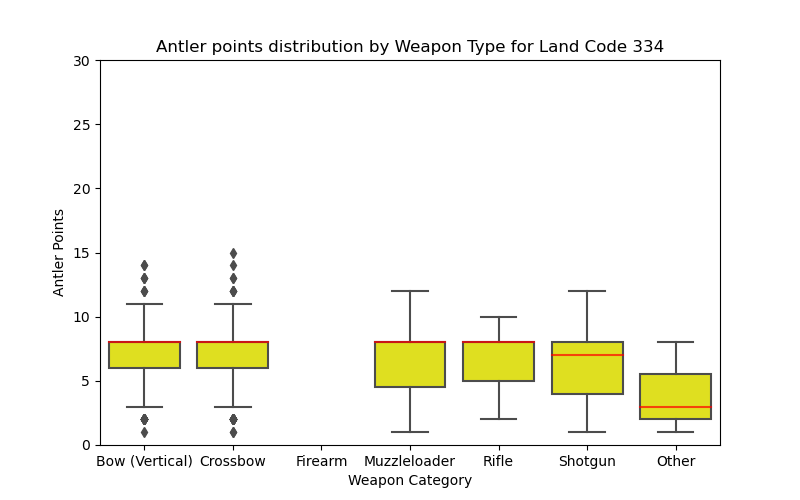 Antler points distribution by Weapon Type for Land Code 334
30
25
20
15
10
5
0
Antler Points
Bow (Vertical) Crossbow Firearm Muzzleloader Rifle Shotgun Other
Weapon Category